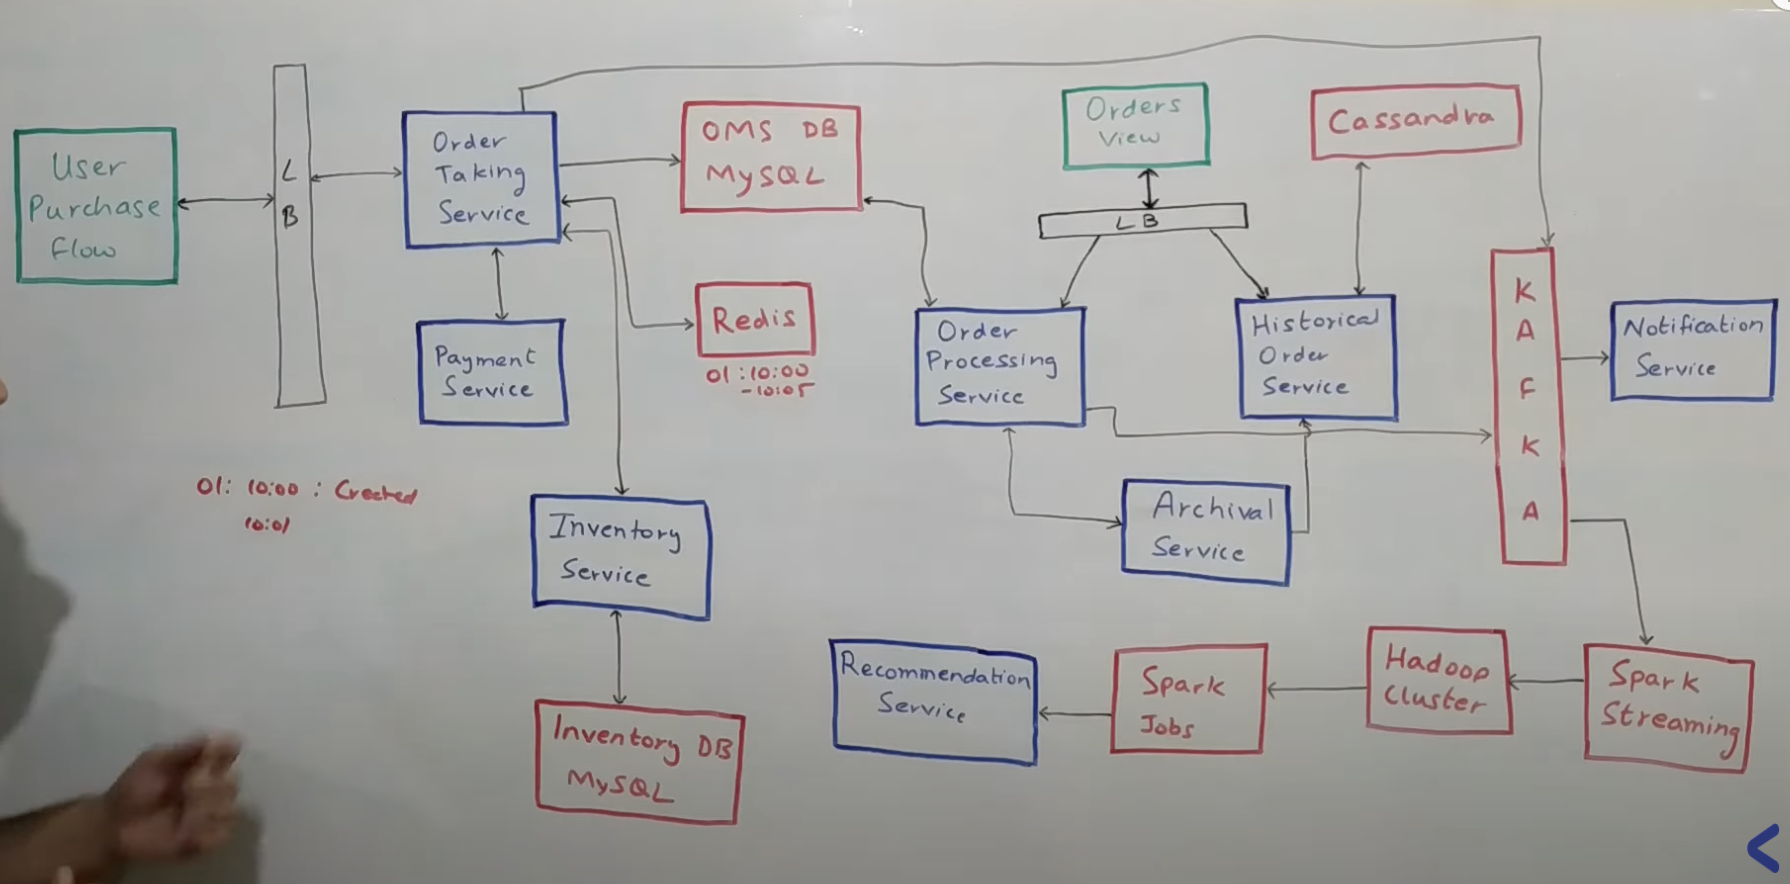 User
Purchase
Flow
L
B
Order
Taking
Service
Payment
Service
OMS DB
MySQL
Redis
01:10:00
-10:05
01: 10:00 : Created
10:01
Inventory
Service
Inventory DB
MySQL
Orders
View
LB
Cassandra
Order
Processing
Service
Historical
Order
Service
Archival
Service
K
A
F
K
A
Notification
Service
Spark
Streaming
Hadoop
Cluster
Spark
Jobs
Recommendation
Service